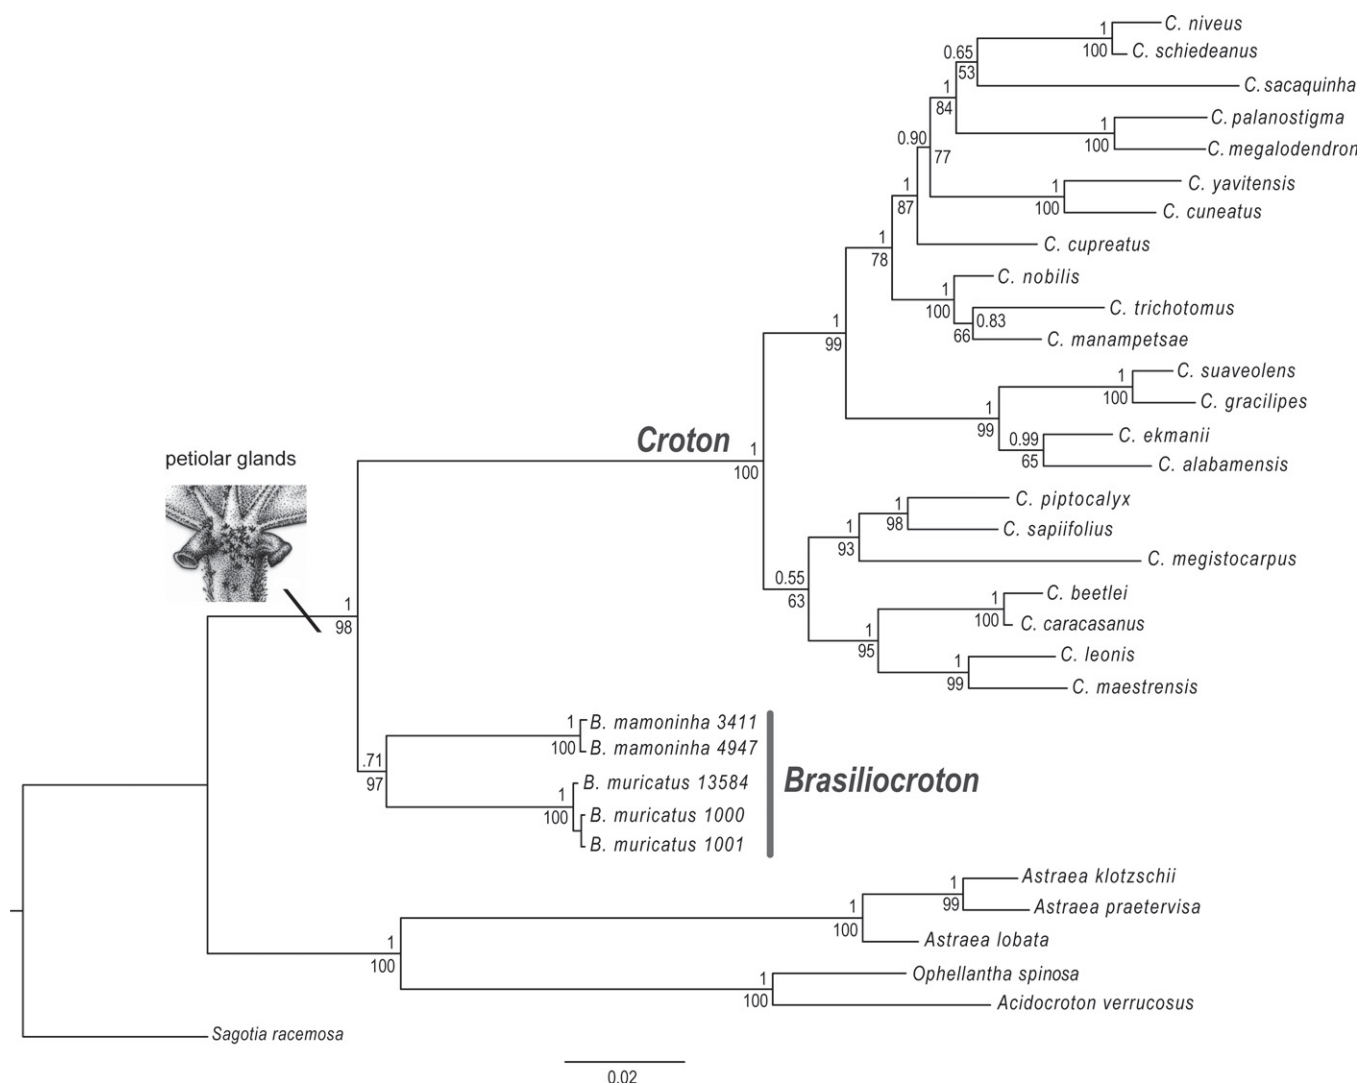 1
C. niveus
100
C. schiedeanus
0.65
53
C. sacaquinha
1
84
1
C. palanostigma
100
C. megalodendron
0.90
77
1
C. yavitensis
100
C. cuneatus
1
87
C. cupreatus
1
78
C. nobilis
1
100
C. trichotomus
0.83
66
C. manampetsae
1
99
1
C. suaveolens
100
C. gracilipes
1
99
0.99
C. ekmanii
65
C. alabamensis
Croton
1
100
petiolar glands
1
C. piptocalyx
98
C. sapiifolius
1
93
C. megistocarpus
0.55
63
1
C. beetlei
100
C. caracasanus
1
95
1
C. leonis
99
C. maestrensis
1
98
1
B. mamoninha 3411
100
B. mamoninha 4947
.71
97
B. muricatus 13584
1
100
B. muricatus 1000
B. muricatus 1001
Brasiliocroton
1
Astraea klotzschii
99
Astraea praetervisa
1
100
Astraea lobata
1
100
1
Ophellantha spinosa
100
Acidocroton verrucosus
Sagotia racemosa
0.02